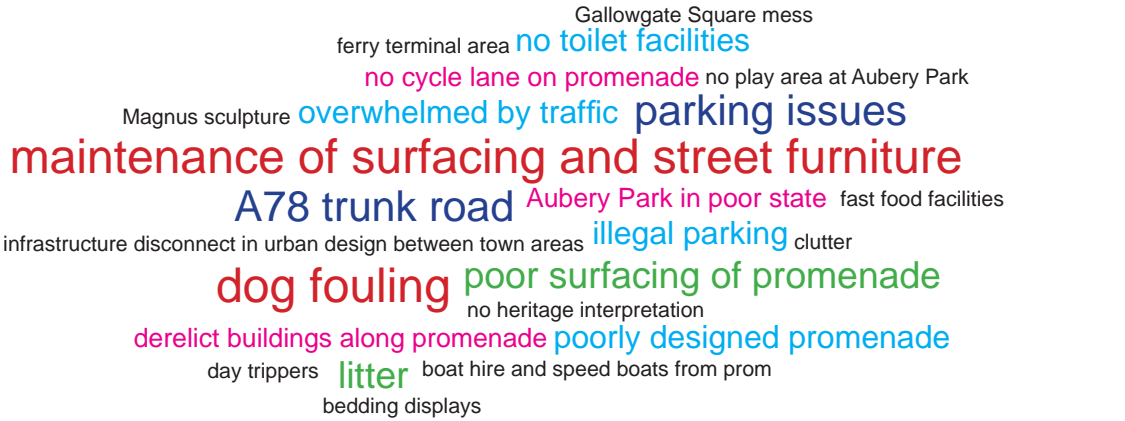 Gallowgate Square mess
ferry terminal area no toilet facilities
no cycle lane on promenade no play area at Aubery Park
Magnus sculpture overwhelmed by traffic parking issues
maintenance of surfacing and street furniture
A78 trunk road Aubery Park in poor state fast food facilities
infrastructure disconnect in urban design between town areas illegal parking clutter
dog fouling poor surfacing of promenade
no heritage interpretation
derelict buildings along promenade poorly designed promenade
day trippers litter boat hire and speed boats from prom
bedding displays